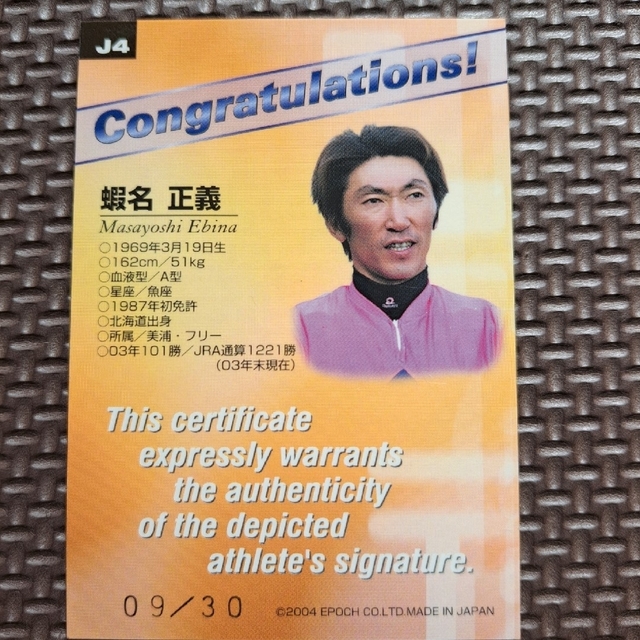 J4
Congratulations!
蝦名 正義
Masayoshi Ebina
○1969年3月19日生
○162cm／51kg
○血液型／A型
○星座／魚座
○1987年初免許
○北海道出身
○所属／美浦・フリー
○03年101勝／JRA通算1221勝
（03年末現在）
This certificate
expressly warrants
the authenticity
of the depicted
athlete's signature.
09/30
©2004 EPOCH CO.LTD.MADE IN JAPAN